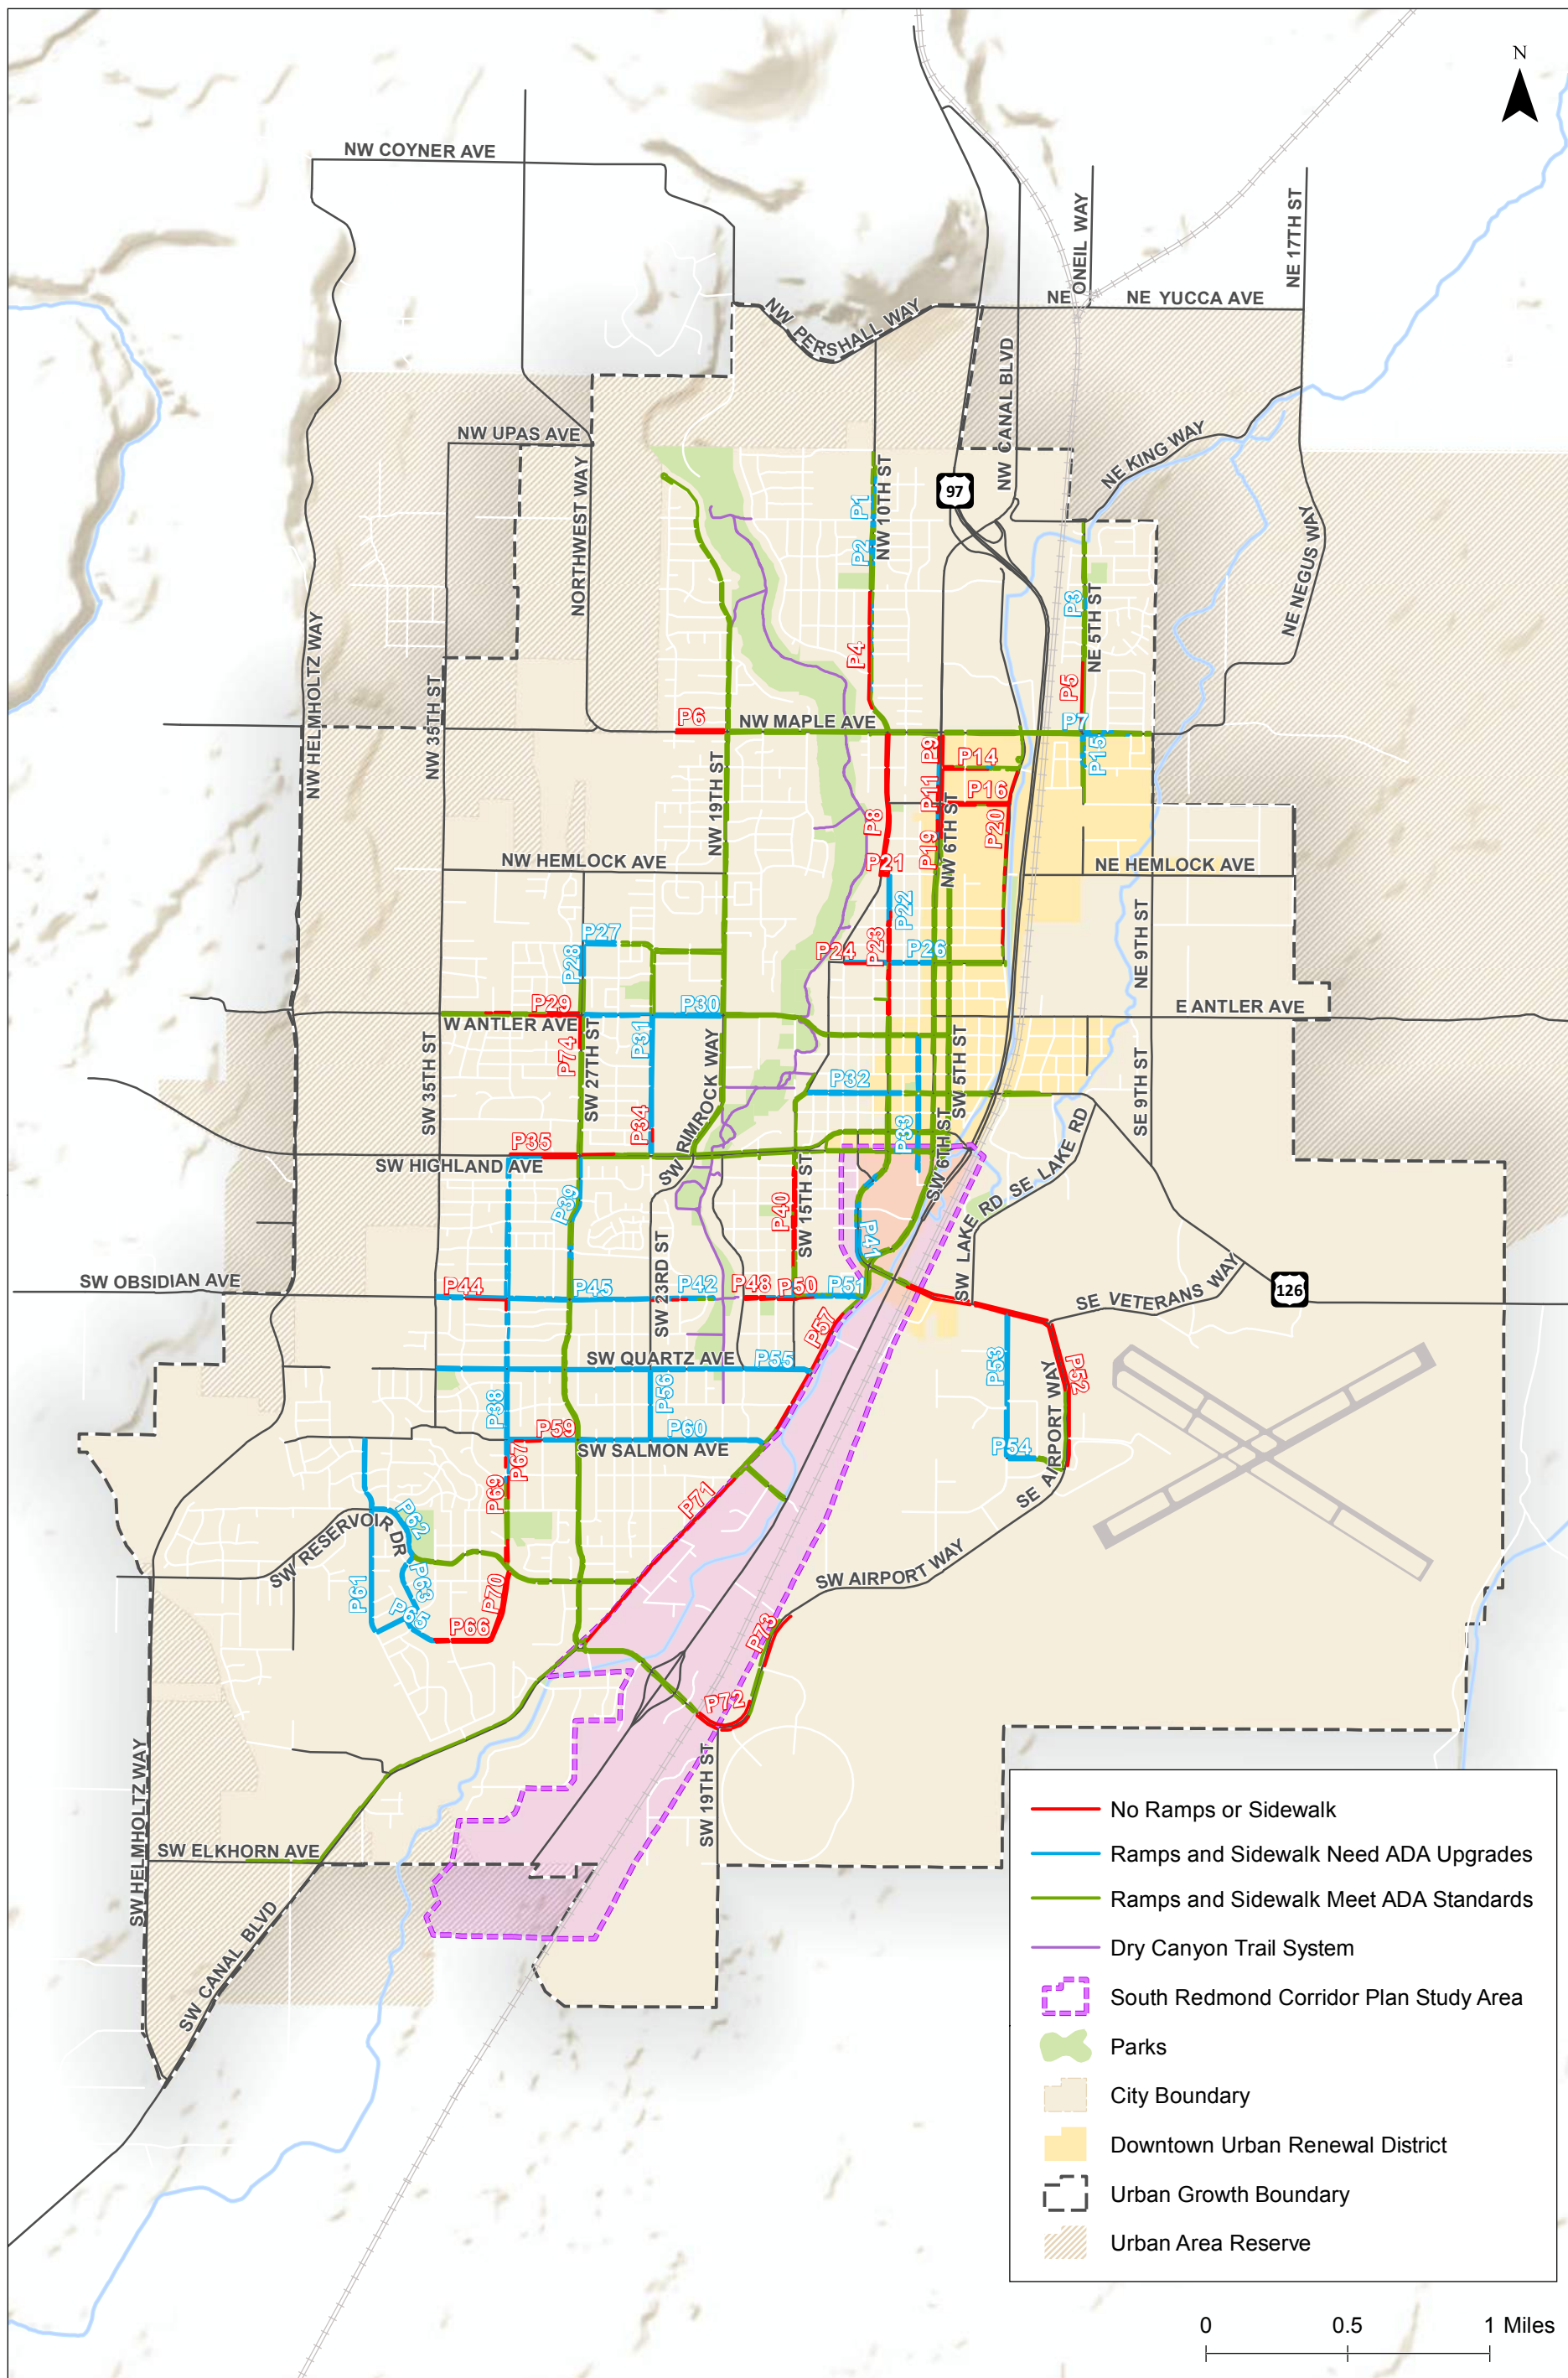 N
NW COYNER AVE
NE ONEIL WAY
NE 17TH ST
NE YUCCA AVE
NW PERSHALL WAY
NW CANAL BLVD
NW UPAS AVE
NE KING WAY
NORTHWEST WAY
NW 10TH ST
97
P1
P2
NE NEGUS WAY
P3
NE 5TH ST
NW HELMHOLTZ WAY
P4
P5
NW 35TH ST
P6
NW MAPLE AVE
P7
P9
P15
P14
NW 19TH ST
P11
P16
P8
P19
NW 6TH ST
P20
NW HEMLOCK AVE
P21
NE HEMLOCK AVE
P22
P27
P28
P24
P23
P26
NE 9TH ST
P29
P30
E ANTLER AVE
W ANTLER AVE
P31
P74
SW 27TH ST
SW 35TH ST
SW RIMROCK WAY
SW 5TH ST
P32
SE 9TH ST
P34
P33
P35
SW HIGHLAND AVE
SW 6TH ST
SE LAKE RD
P39
P40
SW 15TH ST
P41
SW LAKE RD
SW 23RD ST
SW OBSIDIAN AVE
P44
P45
P42
P48
P50
P51
126
SE VETERANS WAY
P57
SW QUARTZ AVE
P55
P53
P52
P38
P56
SE AIRPORT WAY
P59
P60
SW SALMON AVE
P67
P54
P69
P71
P62
SW RESERVOIR DR
P61
P63
P70
SW AIRPORT WAY
P65
P66
P73
P72
SW 19TH ST
SW HELMHOLTZ WAY
SW ELKHORN AVE
SW CANAL BLVD
No Ramps or Sidewalk
Ramps and Sidewalk Need ADA Upgrades
Ramps and Sidewalk Meet ADA Standards
Dry Canyon Trail System
South Redmond Corridor Plan Study Area
Parks
City Boundary
Downtown Urban Renewal District
Urban Growth Boundary
Urban Area Reserve
0 0.5 1 Miles